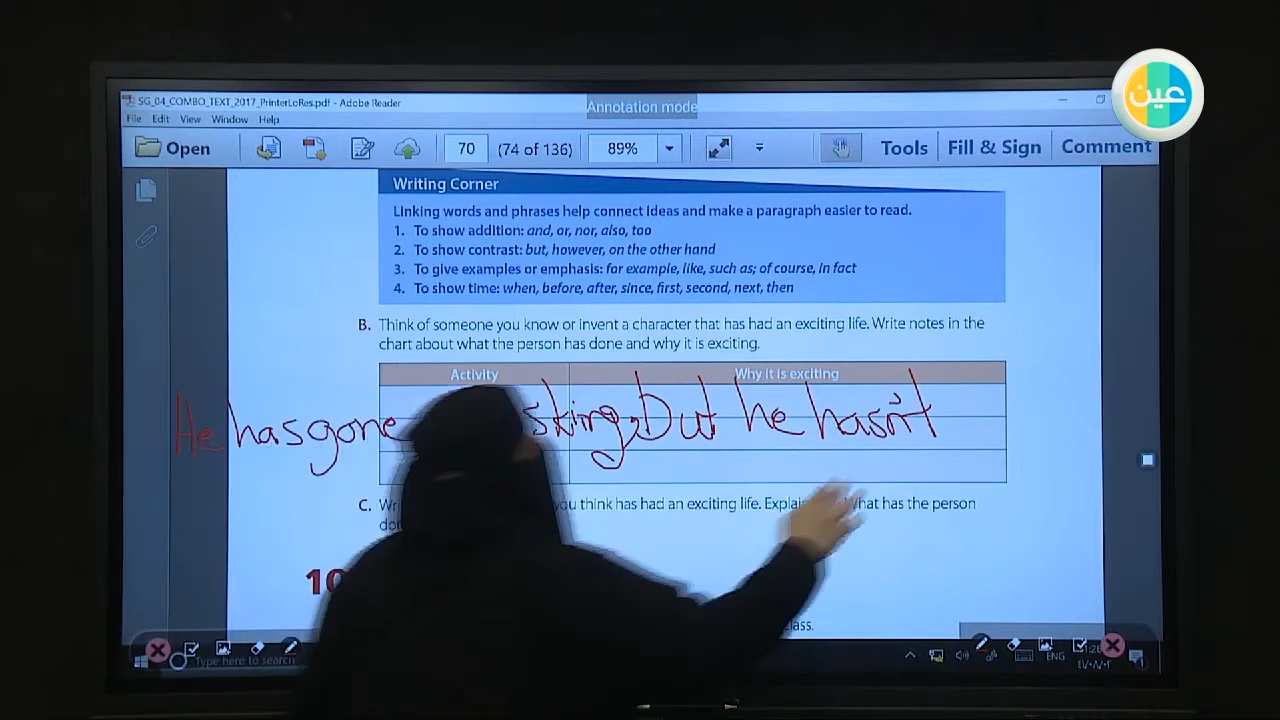 عين
SG_04_COMBO_TEXT_2017_PrinterLoRes.pdf - Adobe Reader
Annotation mode
File Edit View Window Help
Open 70 (74 of 136) 89% Tools Fill & Sign Comment
Writing Corner
Linking words and phrases help connect ideas and make a paragraph easier to read.
1. To show addition: and, or, nor, also, too
2. To show contrast: but, however, on the other hand
3. To give examples or emphasis: for example, like, such as; of course, in fact
4. To show time: when, before, after, since, first, second, next, then
B. Think of someone you know or invent a character that has had an exciting life. Write notes in the
chart about what the person has done and why it is exciting.
Activity Why it is exciting
He has gone skiing, but he hasn't
C. you think has had an exciting life. What has the person
10
Type here to search
ENG